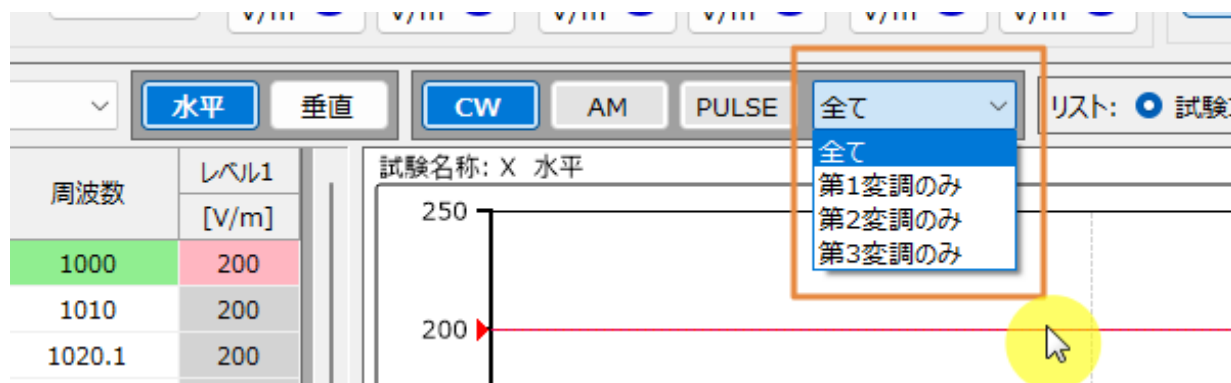 V/m V/m V/m V/m V/m V/m
水平 垂直 CW AM PULSE 全て リスト: 試験
全て
第1変調のみ
第2変調のみ
第3変調のみ
周波数 レベル1
[V/m]
1000 200
1010 200
1020.1 200
試験名称: X 水平
250
200